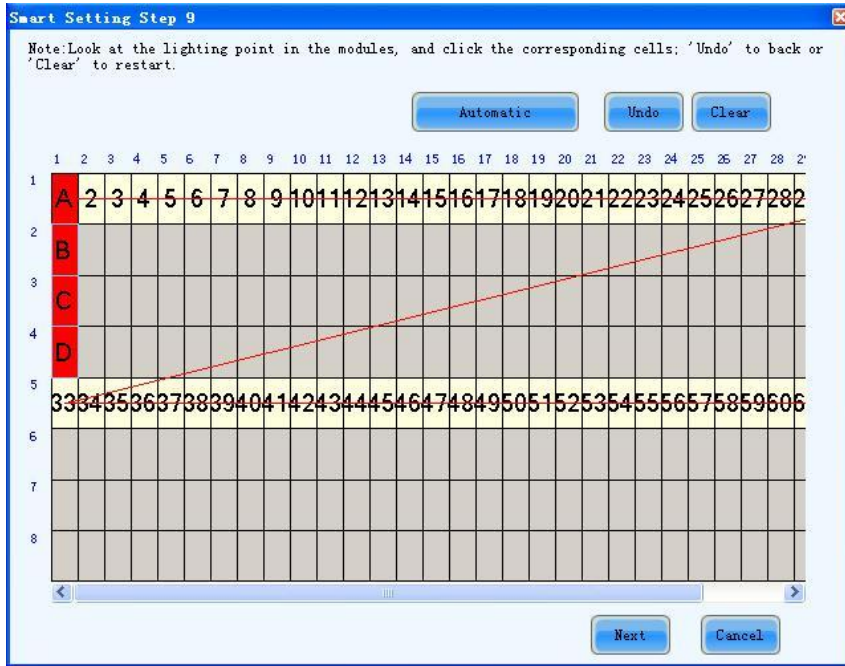 Smart Setting Step 9
Note:Look at the lighting point in the modules, and click the corresponding cells; 'Undo' to back or
'Clear' to restart.
Automatic Undo Clear
1 2 3 4 5 6 7 8 9 10 11 12 13 14 15 16 17 18 19 20 21 22 23 24 25 26 27 28
1 A 2 3 4 5 6 7 8 9 10 11 12 13 14 15 16 17 18 19 20 21 22 23 24 25 26 27 28 2
2 B
3 C
4 D
5 33 34 35 36 37 38 39 40 41 42 43 44 45 46 47 48 49 50 51 52 53 54 55 56 57 58 59 60 6
6
7
8
Next Cancel